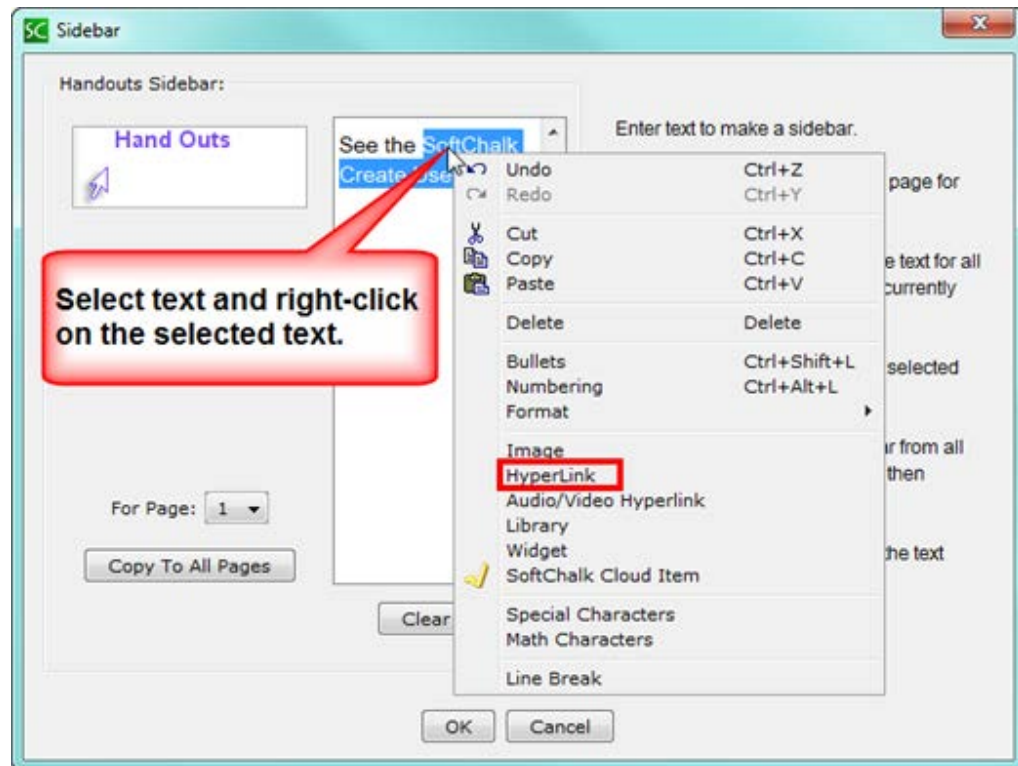 SC Sidebar
Handouts Sidebar:
Hand Outs
See the SoftChalk
Create Use
Enter text to make a sidebar.
page for
e text for all
currently
selected
from all
then
he text
Select text and right-click
on the selected text.
Undo Ctrl+Z
Redo Ctrl+Y
Cut Ctrl+X
Copy Ctrl+C
Paste Ctrl+V
Delete Delete
Bullets Ctrl+Shift+L
Numbering Ctrl+Alt+L
Format
Image
HyperLink
Audio/Video Hyperlink
Library
Widget
SoftChalk Cloud Item
Special Characters
Math Characters
Line Break
For Page: 1
Copy To All Pages
Clear
OK Cancel